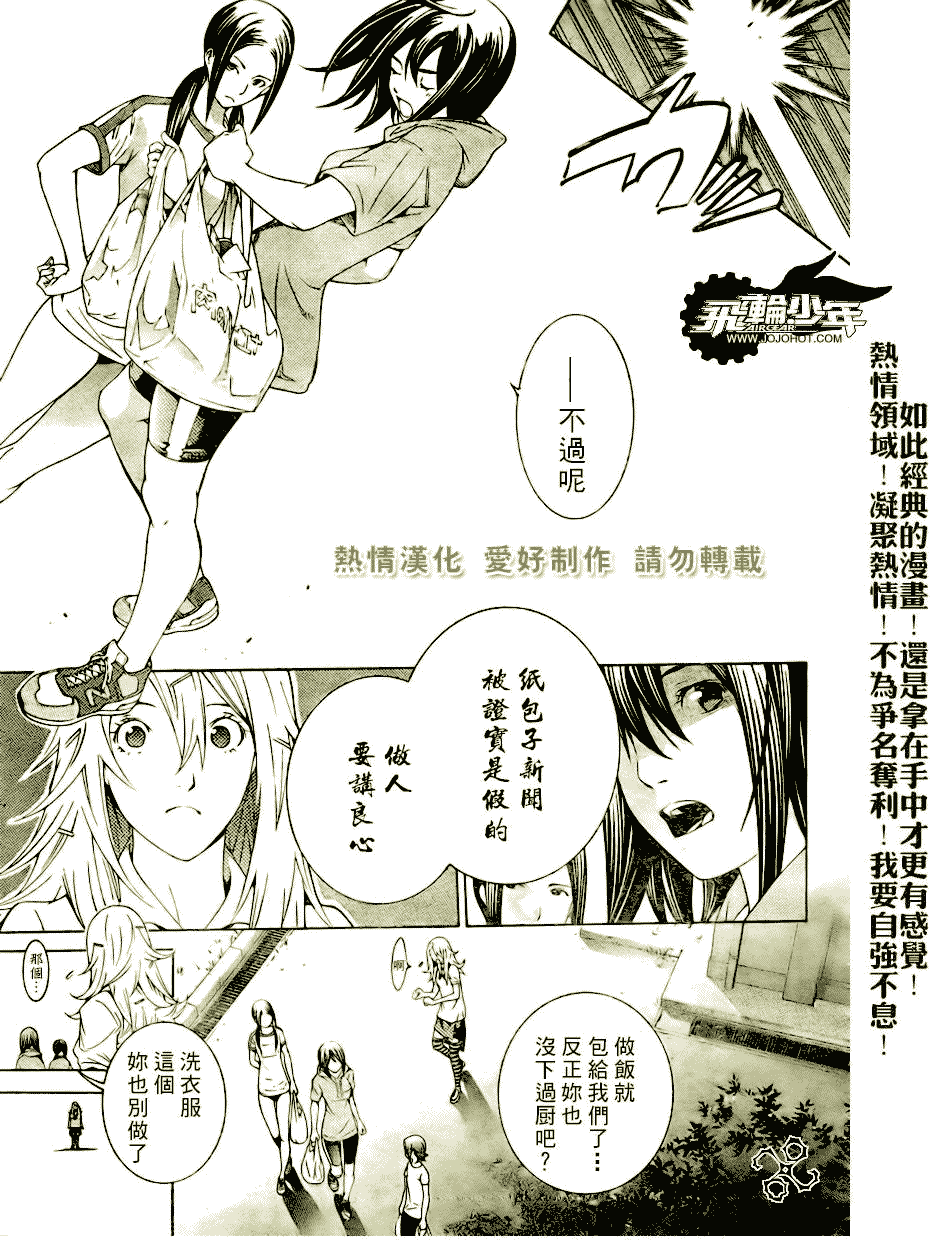 飛輪少年
AIRGEAR
WWW.JOJOHOT.COM
如此經典的漫畫！還是拿在手中才更有感覺！
熱情領域！凝聚熱情！不為爭名奪利！我要自強不息！
——不過呢
熱情漢化 愛好制作 請勿轉載
紙包子新聞
被證實是假的
做人
要講良心
啊
做飯就
包給我們了…
反正妳也
沒下過厨吧？
那個…
洗衣服
這個
妳也別做了